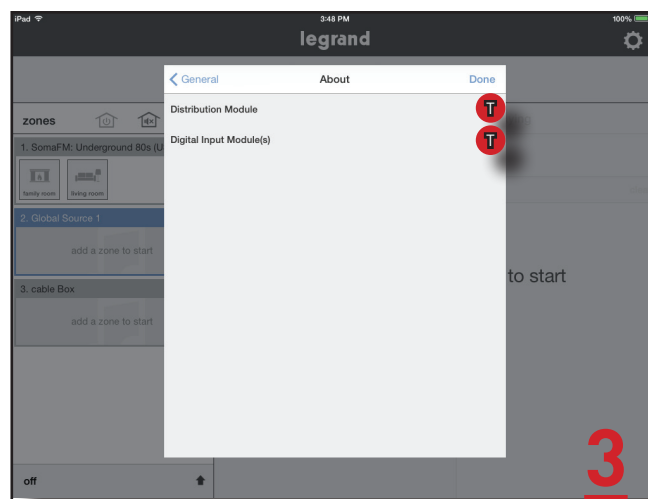 iPad 3:48 PM 100%
legrand
General About Done
Distribution Module T
Digital Input Module(s) T
zones
1. SomaFM: Underground 80s (U
family room living room
2. Global Source 1
add a zone to start
to start
3. cable Box
add a zone to start
off
3